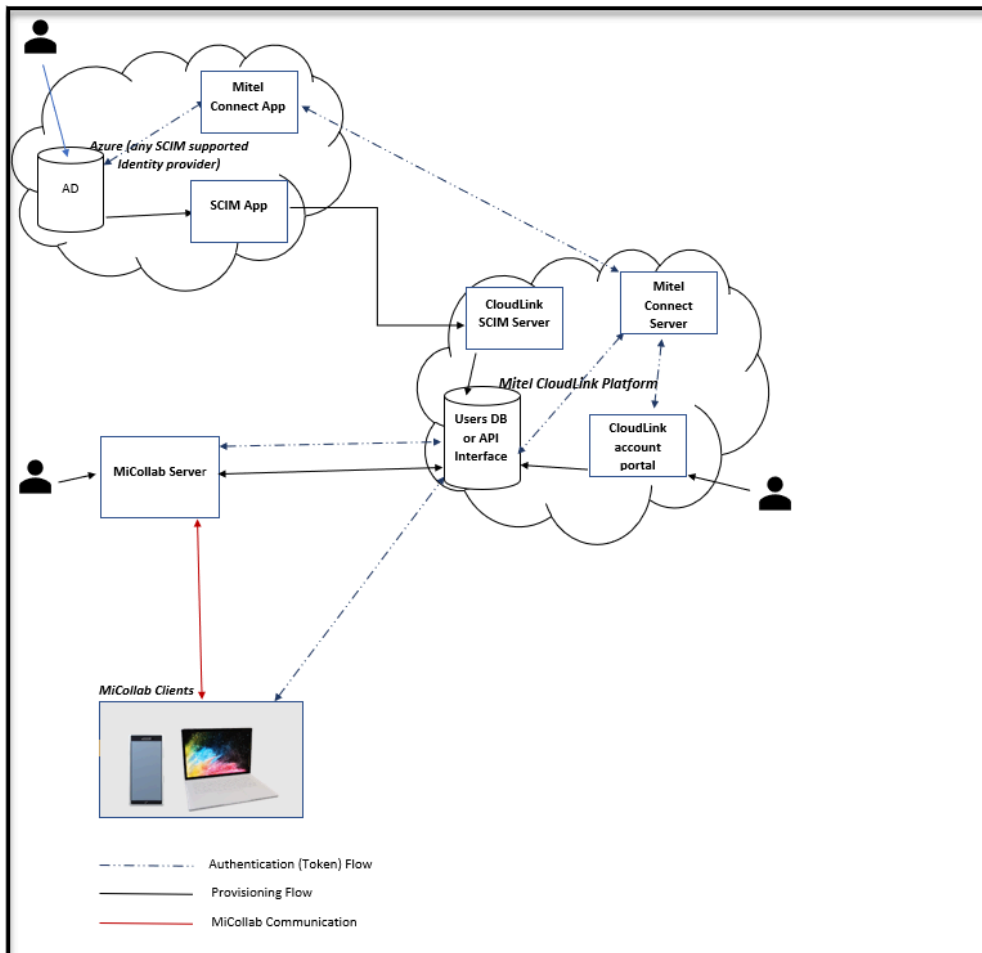 Mitel
Connect App
Azure (any SCIM supported
Identity provider)
AD
SCIM App
CloudLink
SCIM Server
Mitel
Connect
Server
Mitel CloudLink Platform
Users DB
or API
Interface
CloudLink
account
portal
MiCollab Server
MiCollab Clients
Authentication (Token) Flow
Provisioning Flow
MiCollab Communication